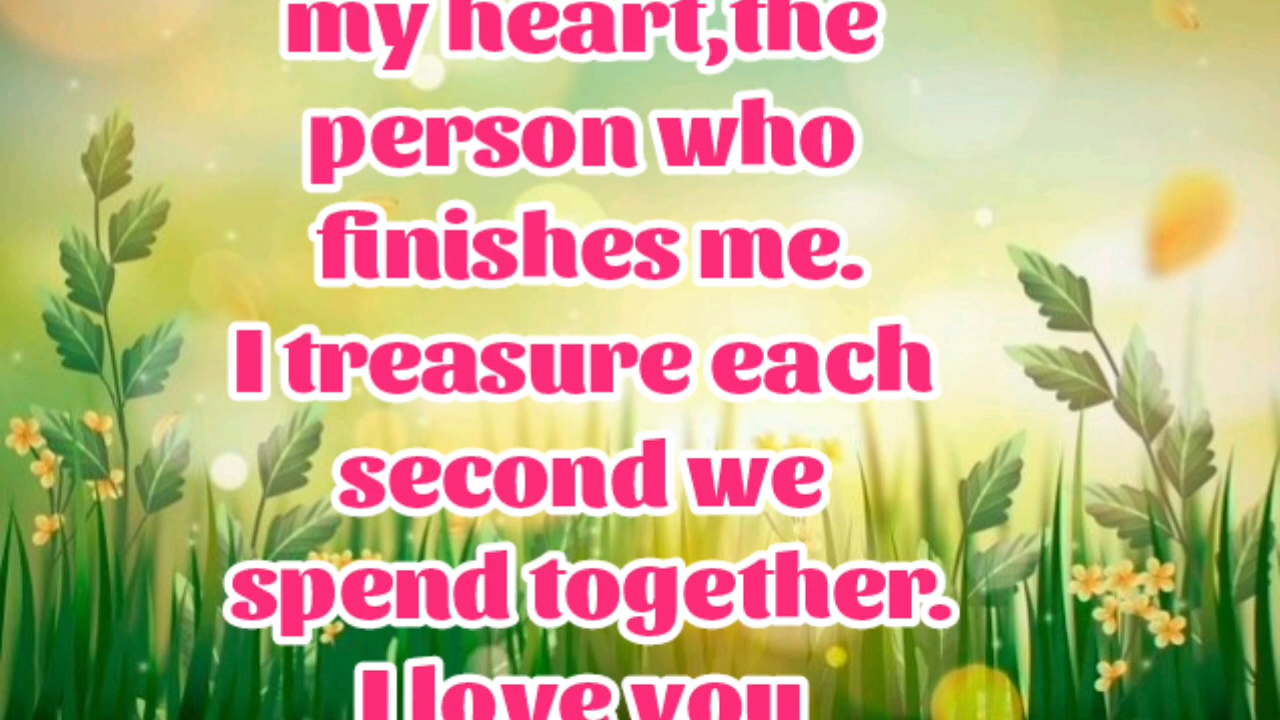 my heart,the
person who
finishes me.
I treasure each
second we
spend together.
I love you